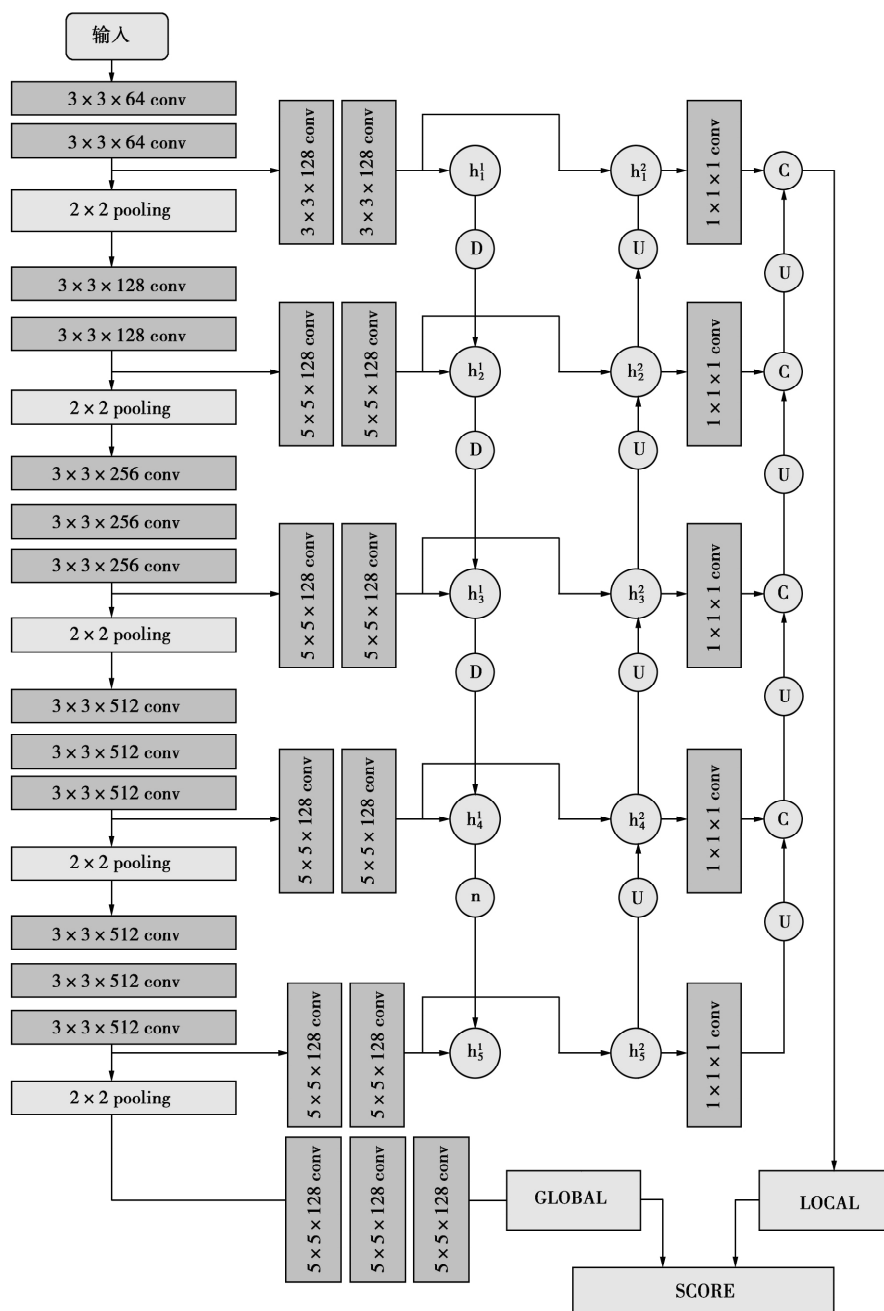 输入
3 × 3 × 64 conv
3 × 3 × 64 conv
2 × 2 pooling
3 × 3 × 128 conv
3 × 3 × 128 conv
h₁¹
h₁²
1 × 1 × 1 conv
C
D
U
U
3 × 3 × 128 conv
3 × 3 × 128 conv
2 × 2 pooling
5 × 5 × 128 conv
5 × 5 × 128 conv
h₂¹
h₂²
1 × 1 × 1 conv
C
D
U
U
3 × 3 × 256 conv
3 × 3 × 256 conv
3 × 3 × 256 conv
2 × 2 pooling
5 × 5 × 128 conv
5 × 5 × 128 conv
h₃¹
h₃²
1 × 1 × 1 conv
C
D
U
U
3 × 3 × 512 conv
3 × 3 × 512 conv
3 × 3 × 512 conv
2 × 2 pooling
5 × 5 × 128 conv
5 × 5 × 128 conv
h₄¹
h₄²
1 × 1 × 1 conv
C
n
U
U
3 × 3 × 512 conv
3 × 3 × 512 conv
3 × 3 × 512 conv
2 × 2 pooling
5 × 5 × 128 conv
5 × 5 × 128 conv
h₅¹
h₅²
1 × 1 × 1 conv
5 × 5 × 128 conv
5 × 5 × 128 conv
5 × 5 × 128 conv
GLOBAL
LOCAL
SCORE